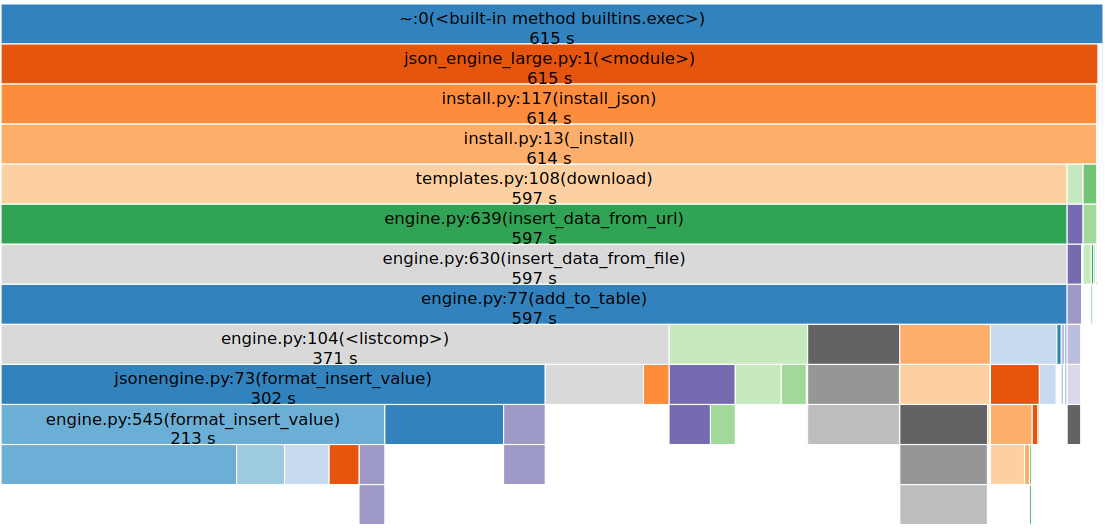 ~:0(<built-in method builtins.exec>)
615 s
json_engine_large.py:1(<module>)
615 s
install.py:117(install_json)
614 s
install.py:13(_install)
614 s
templates.py:108(download)
597 s
engine.py:639(insert_data_from_url)
597 s
engine.py:630(insert_data_from_file)
597 s
engine.py:77(add_to_table)
597 s
engine.py:104(<listcomp>)
371 s
jsonengine.py:73(format_insert_value)
302 s
engine.py:545(format_insert_value)
213 s